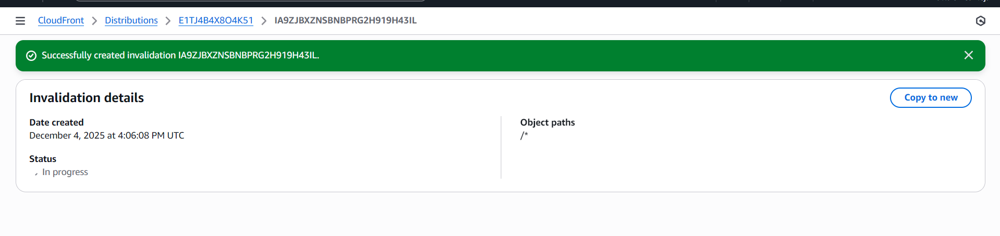 CloudFront > Distributions > E1TJ4B4X8O4K51 > IA9ZJBXZNSBNBPRG2H919H43IL
Successfully created invalidation IA9ZJBXZNSBNBPRG2H919H43IL.
Invalidation details
Copy to new
Date created
December 4, 2025 at 4:06:08 PM UTC
Object paths
/*
Status
In progress